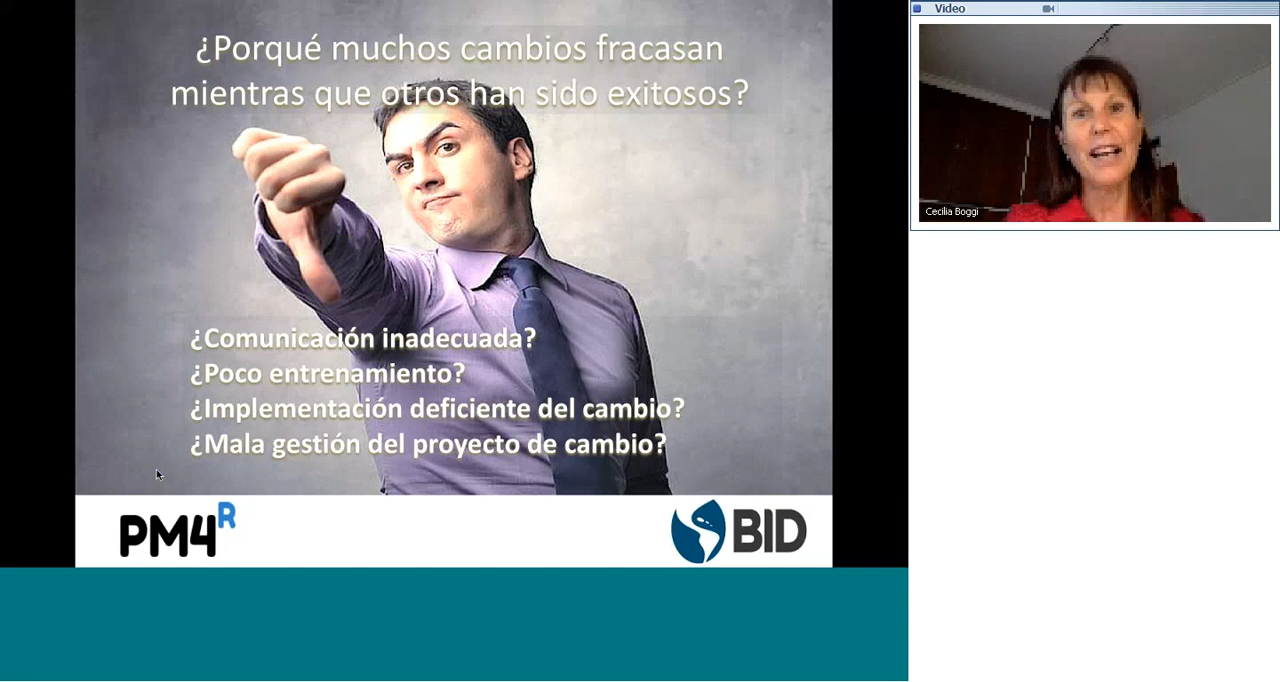 ¿Porqué muchos cambios fracasan
mientras que otros han sido exitosos?
¿Comunicación inadecuada?
¿Poco entrenamiento?
¿Implementación deficiente del cambio?
¿Mala gestión del proyecto de cambio?
PM4R
BID
Video
Cecilia Boggi